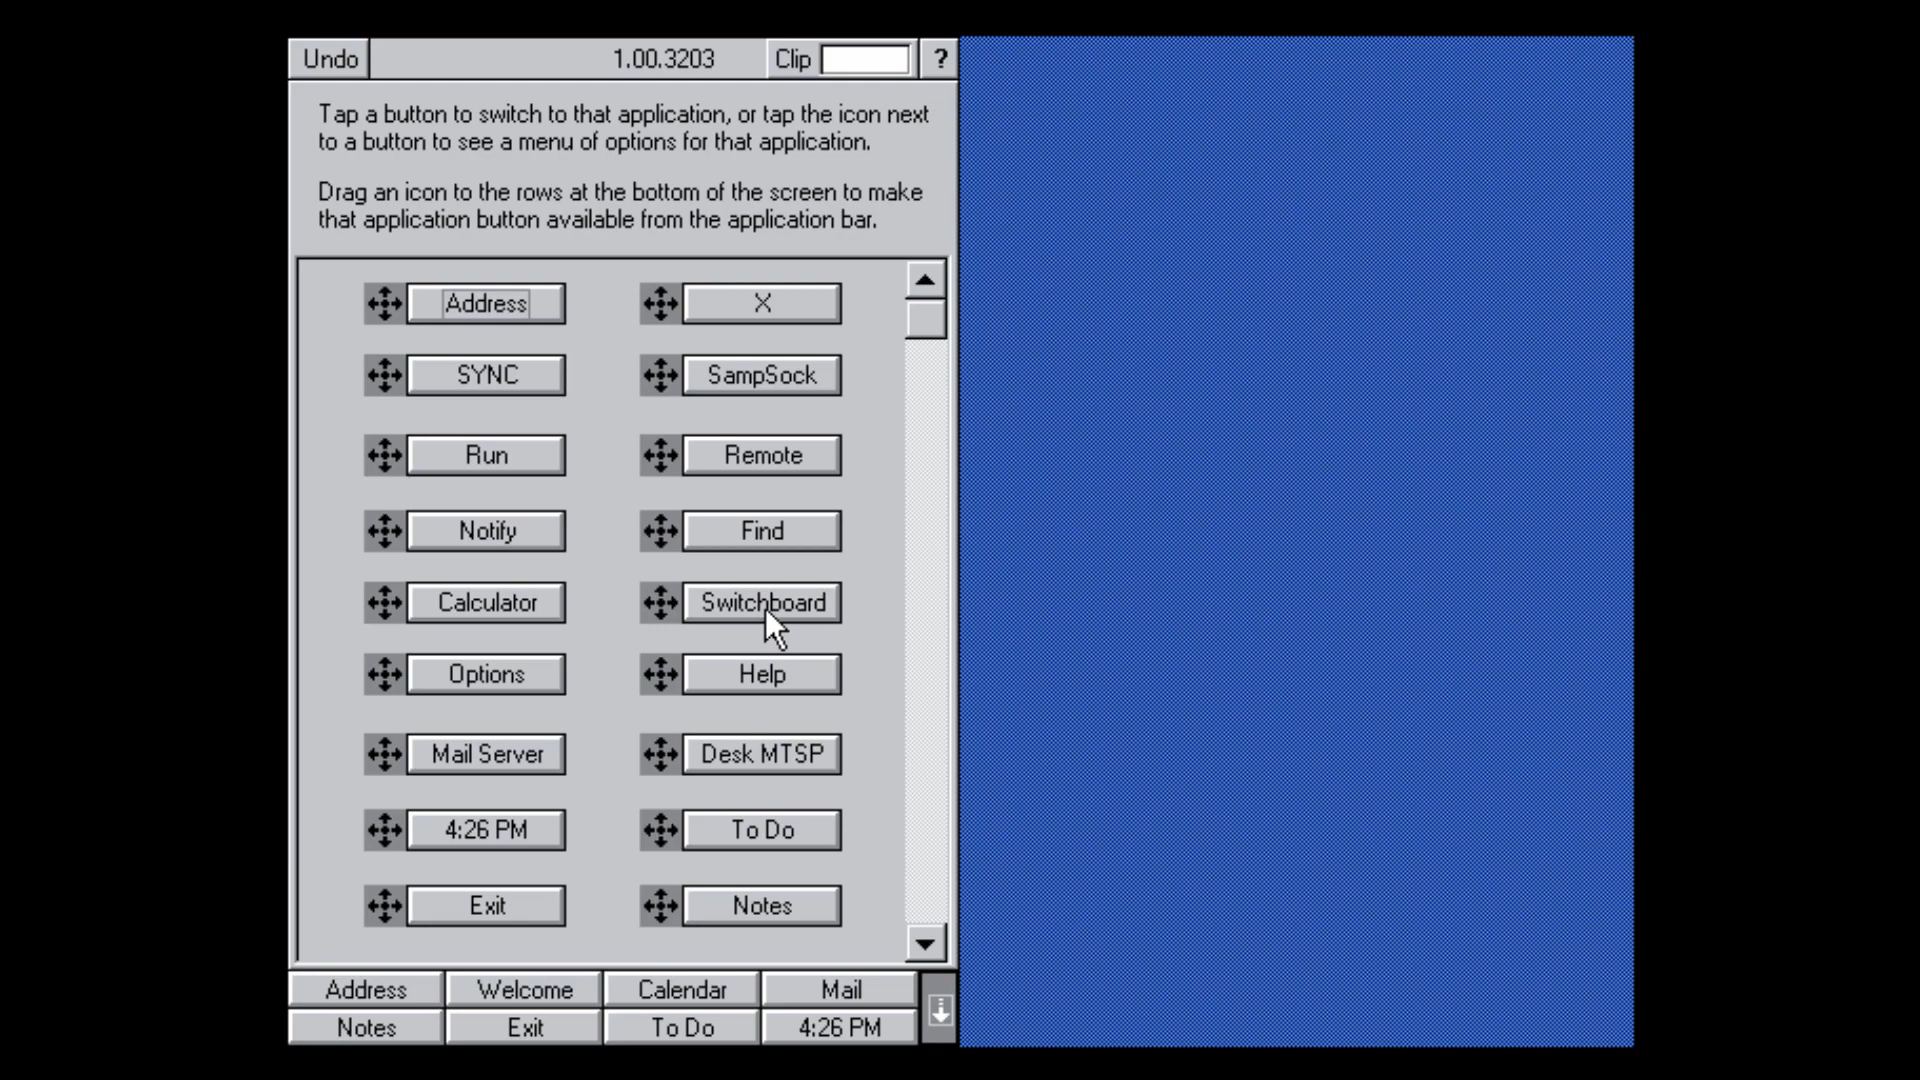 Undo 1.00.3203 Clip ?
Tap a button to switch to that application, or tap the icon next
to a button to see a menu of options for that application.
Drag an icon to the rows at the bottom of the screen to make
that application button available from the application bar.
Address X
SYNC SampSock
Run Remote
Notify Find
Calculator Switchboard
Options Help
Mail Server Desk MTSP
4:26 PM To Do
Exit Notes
Address Welcome Calendar Mail
Notes Exit To Do 4:26 PM